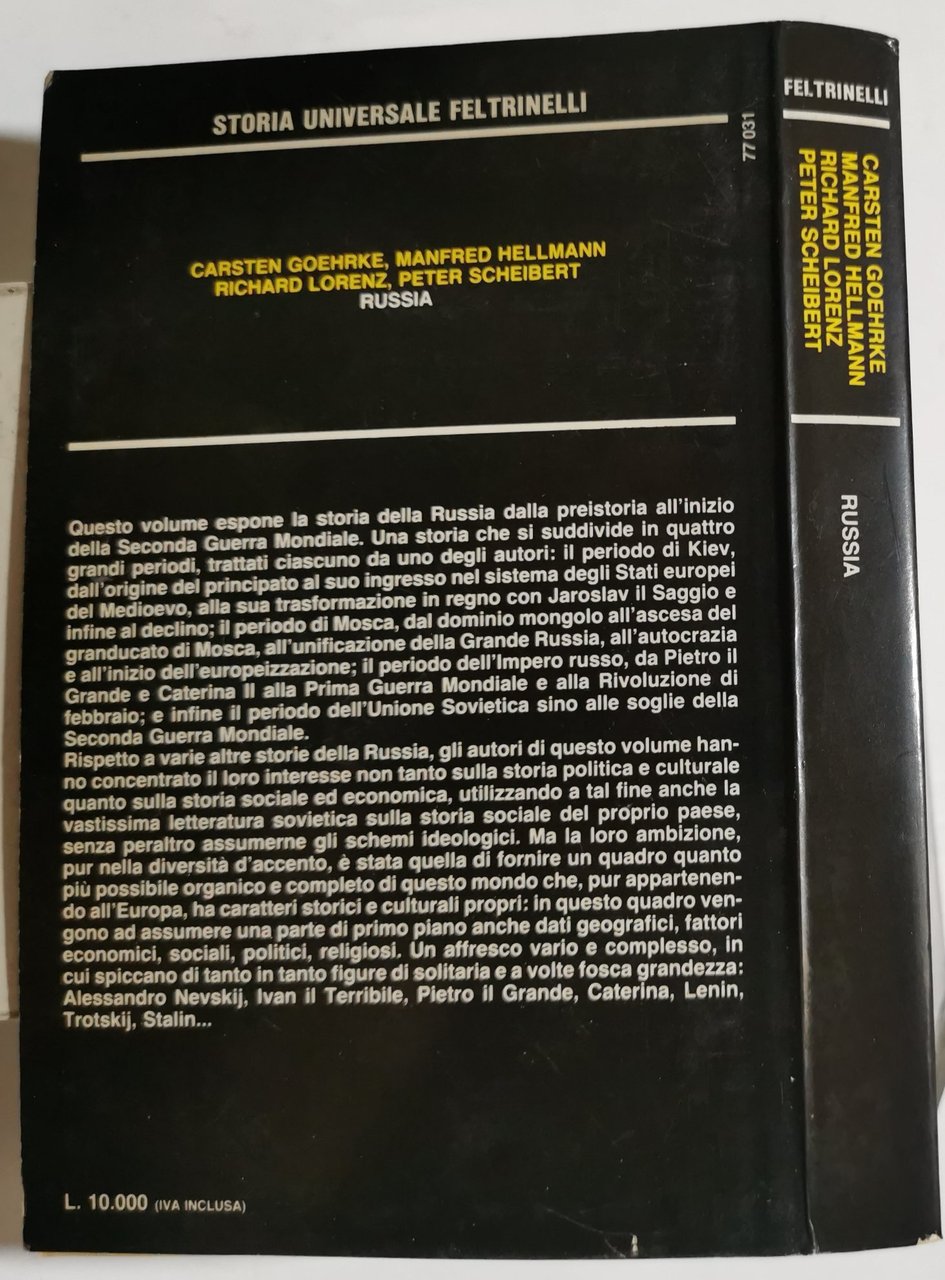 STORIA UNIVERSALE FELTRINELLI
77 031
CARSTEN GOEHRKE, MANFRED HELLMANN
RICHARD LORENZ, PETER SCHEIBERT
RUSSIA
Questo volume espone la storia della Russia dalla preistoria all'inizio
della Seconda Guerra Mondiale. Una storia che si suddivide in quattro
grandi periodi, trattati ciascuno da uno degli autori: il periodo di Kiev,
dall'origine del principato al suo ingresso nel sistema degli Stati europei
del Medioevo, alla sua trasformazione in regno con Jaroslav il Saggio e
infine al declino; il periodo di Mosca, dal dominio mongolo all'ascesa del
granducato di Mosca, all'unificazione della Grande Russia, all'autocrazia
e all'inizio dell'europeizzazione; il periodo dell'Impero russo, da Pietro il
Grande e Caterina II alla Prima Guerra Mondiale e alla Rivoluzione di
febbraio; e infine il periodo dell'Unione Sovietica sino alle soglie della
Seconda Guerra Mondiale.
Rispetto a varie altre storie della Russia, gli autori di questo volume han-
no concentrato il loro interesse non tanto sulla storia politica e culturale
quanto sulla storia sociale ed economica, utilizzando a tal fine anche la
vastissima letteratura sovietica sulla storia sociale del proprio paese,
senza peraltro assumerne gli schemi ideologici. Ma la loro ambizione,
pur nella diversità d'accento, è stata quella di fornire un quadro quanto
più possibile organico e completo di questo mondo che, pur appartenen-
do all'Europa, ha caratteri storici e culturali propri: in questo quadro ven-
gono ad assumere una parte di primo piano anche dati geografici, fattori
economici, sociali, politici, religiosi. Un affresco vario e complesso, in
cui spiccano di tanto in tanto figure di solitaria e a volte fosca grandezza:
Alessandro Nevskij, Ivan il Terribile, Pietro il Grande, Caterina, Lenin,
Trotskij, Stalin...
L. 10.000 (IVA INCLUSA)
FELTRINELLI
CARSTEN GOEHRKE
MANFRED HELLMANN
RICHARD LORENZ
PETER SCHEIBERT
RUSSIA